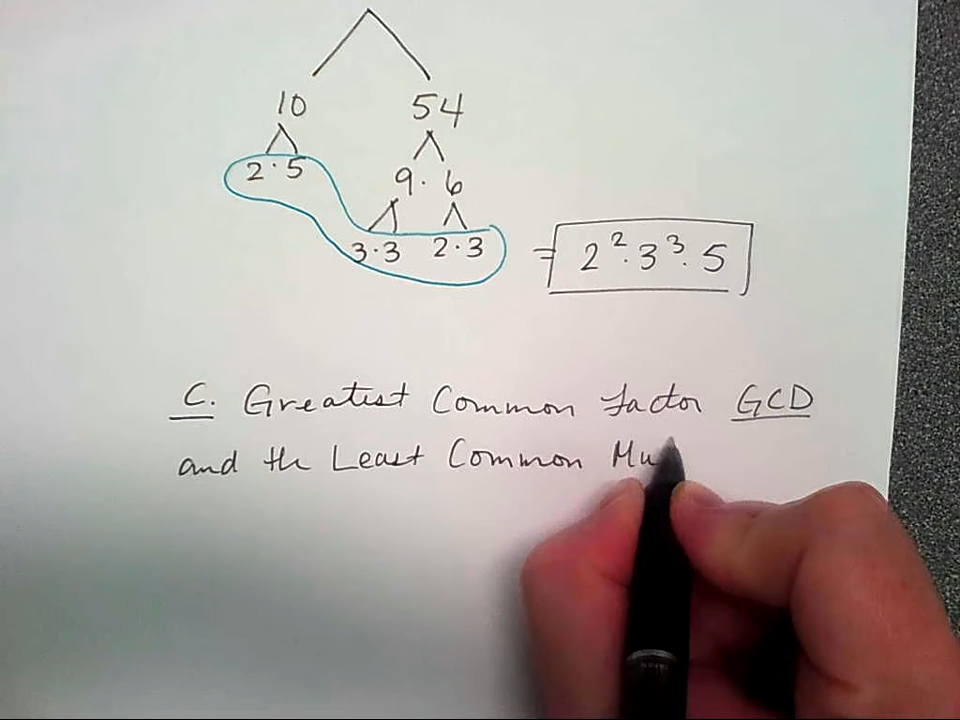 10 54
2 · 5 9 · 6
3 · 3 2 · 3
= 2² · 3³ · 5
C. Greatest Common Factor GCD
and the Least Common Mu